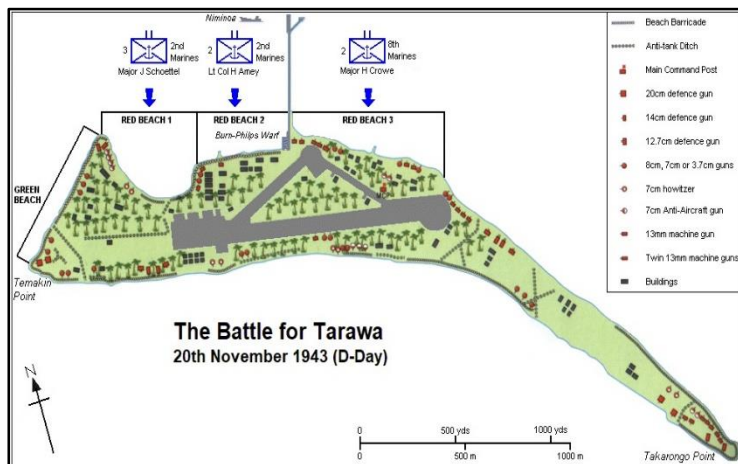 Niminoa
3
2nd
Marines
Major J Schoettel
2
2nd
Marines
Lt Col H Amey
2
8th
Marines
Major H Crowe
RED BEACH 1
RED BEACH 2
RED BEACH 3
Burn-Philps Warf
GREEN
BEACH
Temakin
Point
The Battle for Tarawa
20th November 1943 (D-Day)
N
0
500 yds
1000 yds
0
500 m
1000 m
Takarongo Point
Beach Barricade
Anti-tank Ditch
Main Command Post
20cm defence gun
14cm defence gun
12.7cm defence gun
8cm, 7cm or 3.7cm guns
7cm howitzer
7cm Anti-Aircraft gun
13mm machine gun
Twin 13mm machine guns
Buildings